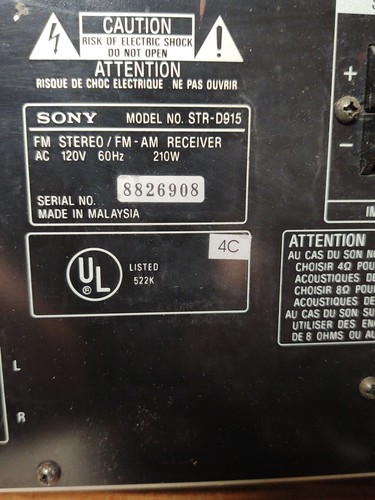 CAUTION
RISK OF ELECTRIC SHOCK
DO NOT OPEN
ATTENTION
RISQUE DE CHOC ELECTRIQUE NE PAS OUVRIR
SONY MODEL NO. STR-D915
FM STEREO/FM-AM RECEIVER
AC 120V 60Hz 210W
SERIAL NO. 8826908
MADE IN MALAYSIA
4C
UL LISTED
522K
+
−
IM
ATTENTION
AU CAS DU SON NO
CHOISIR 4Ω POU
ACOUSTIQUES DE
CHOISIR 8Ω POU
ACOUSTIQUES DE
AU CAS DU SON SU
UTILISER DES EN
DE 8 OHMS OU AU
L
R